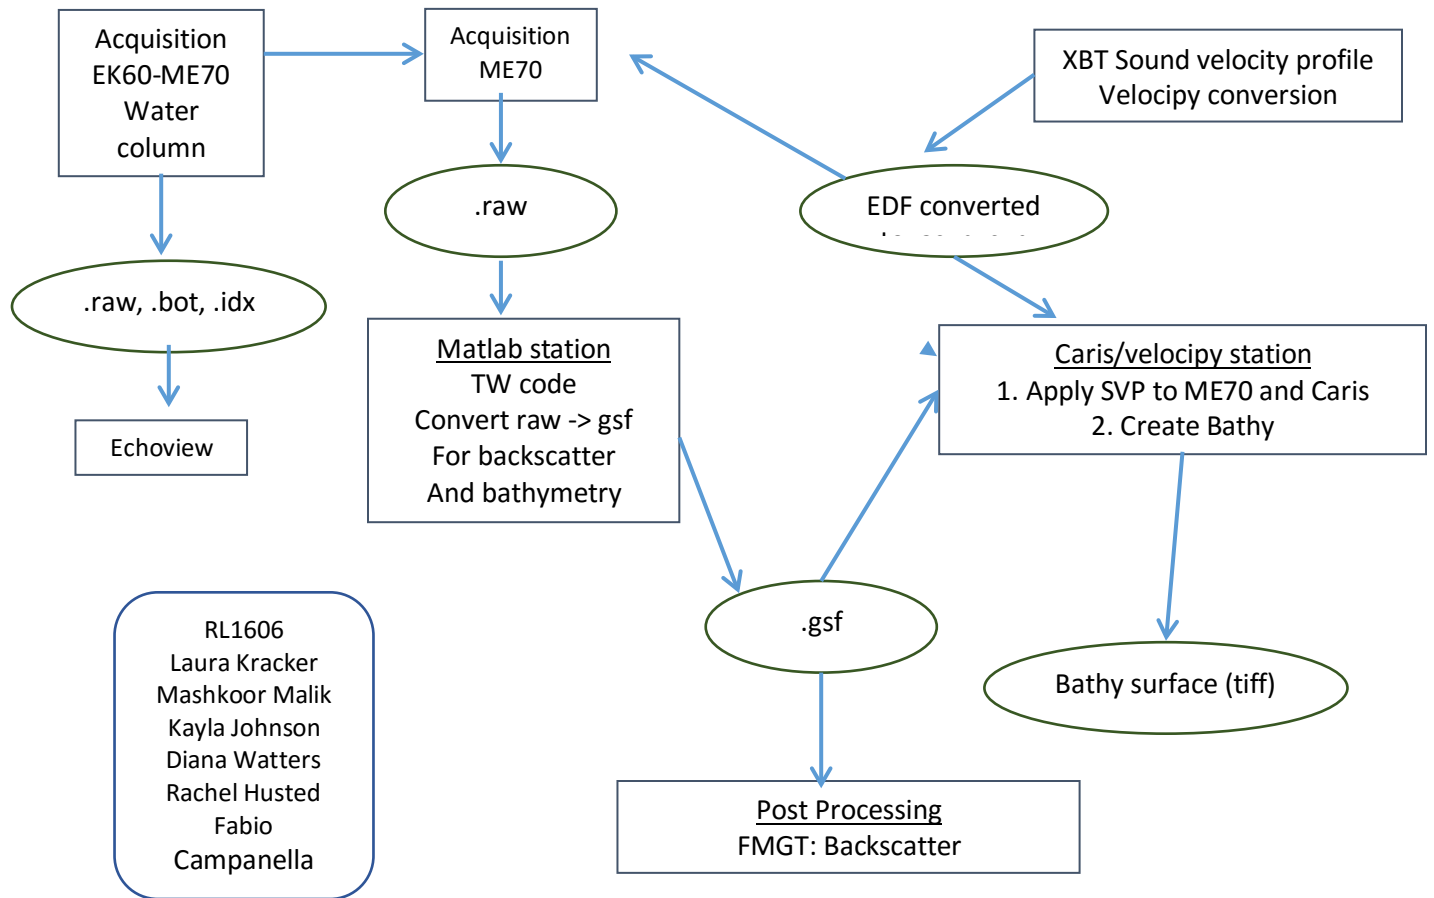 Acquisition
EK60-ME70
Water
column
Acquisition
ME70
XBT Sound velocity profile
Velocipy conversion
.raw
EDF converted
.raw, .bot, .idx
Matlab station
TW code
Convert raw -> gsf
For backscatter
And bathymetry
Caris/velocipy station
1. Apply SVP to ME70 and Caris
2. Create Bathy
Echoview
.gsf
RL1606
Laura Kracker
Mashkoor Malik
Kayla Johnson
Diana Watters
Rachel Husted
Fabio
Campanella
Bathy surface (tiff)
Post Processing
FMGT: Backscatter